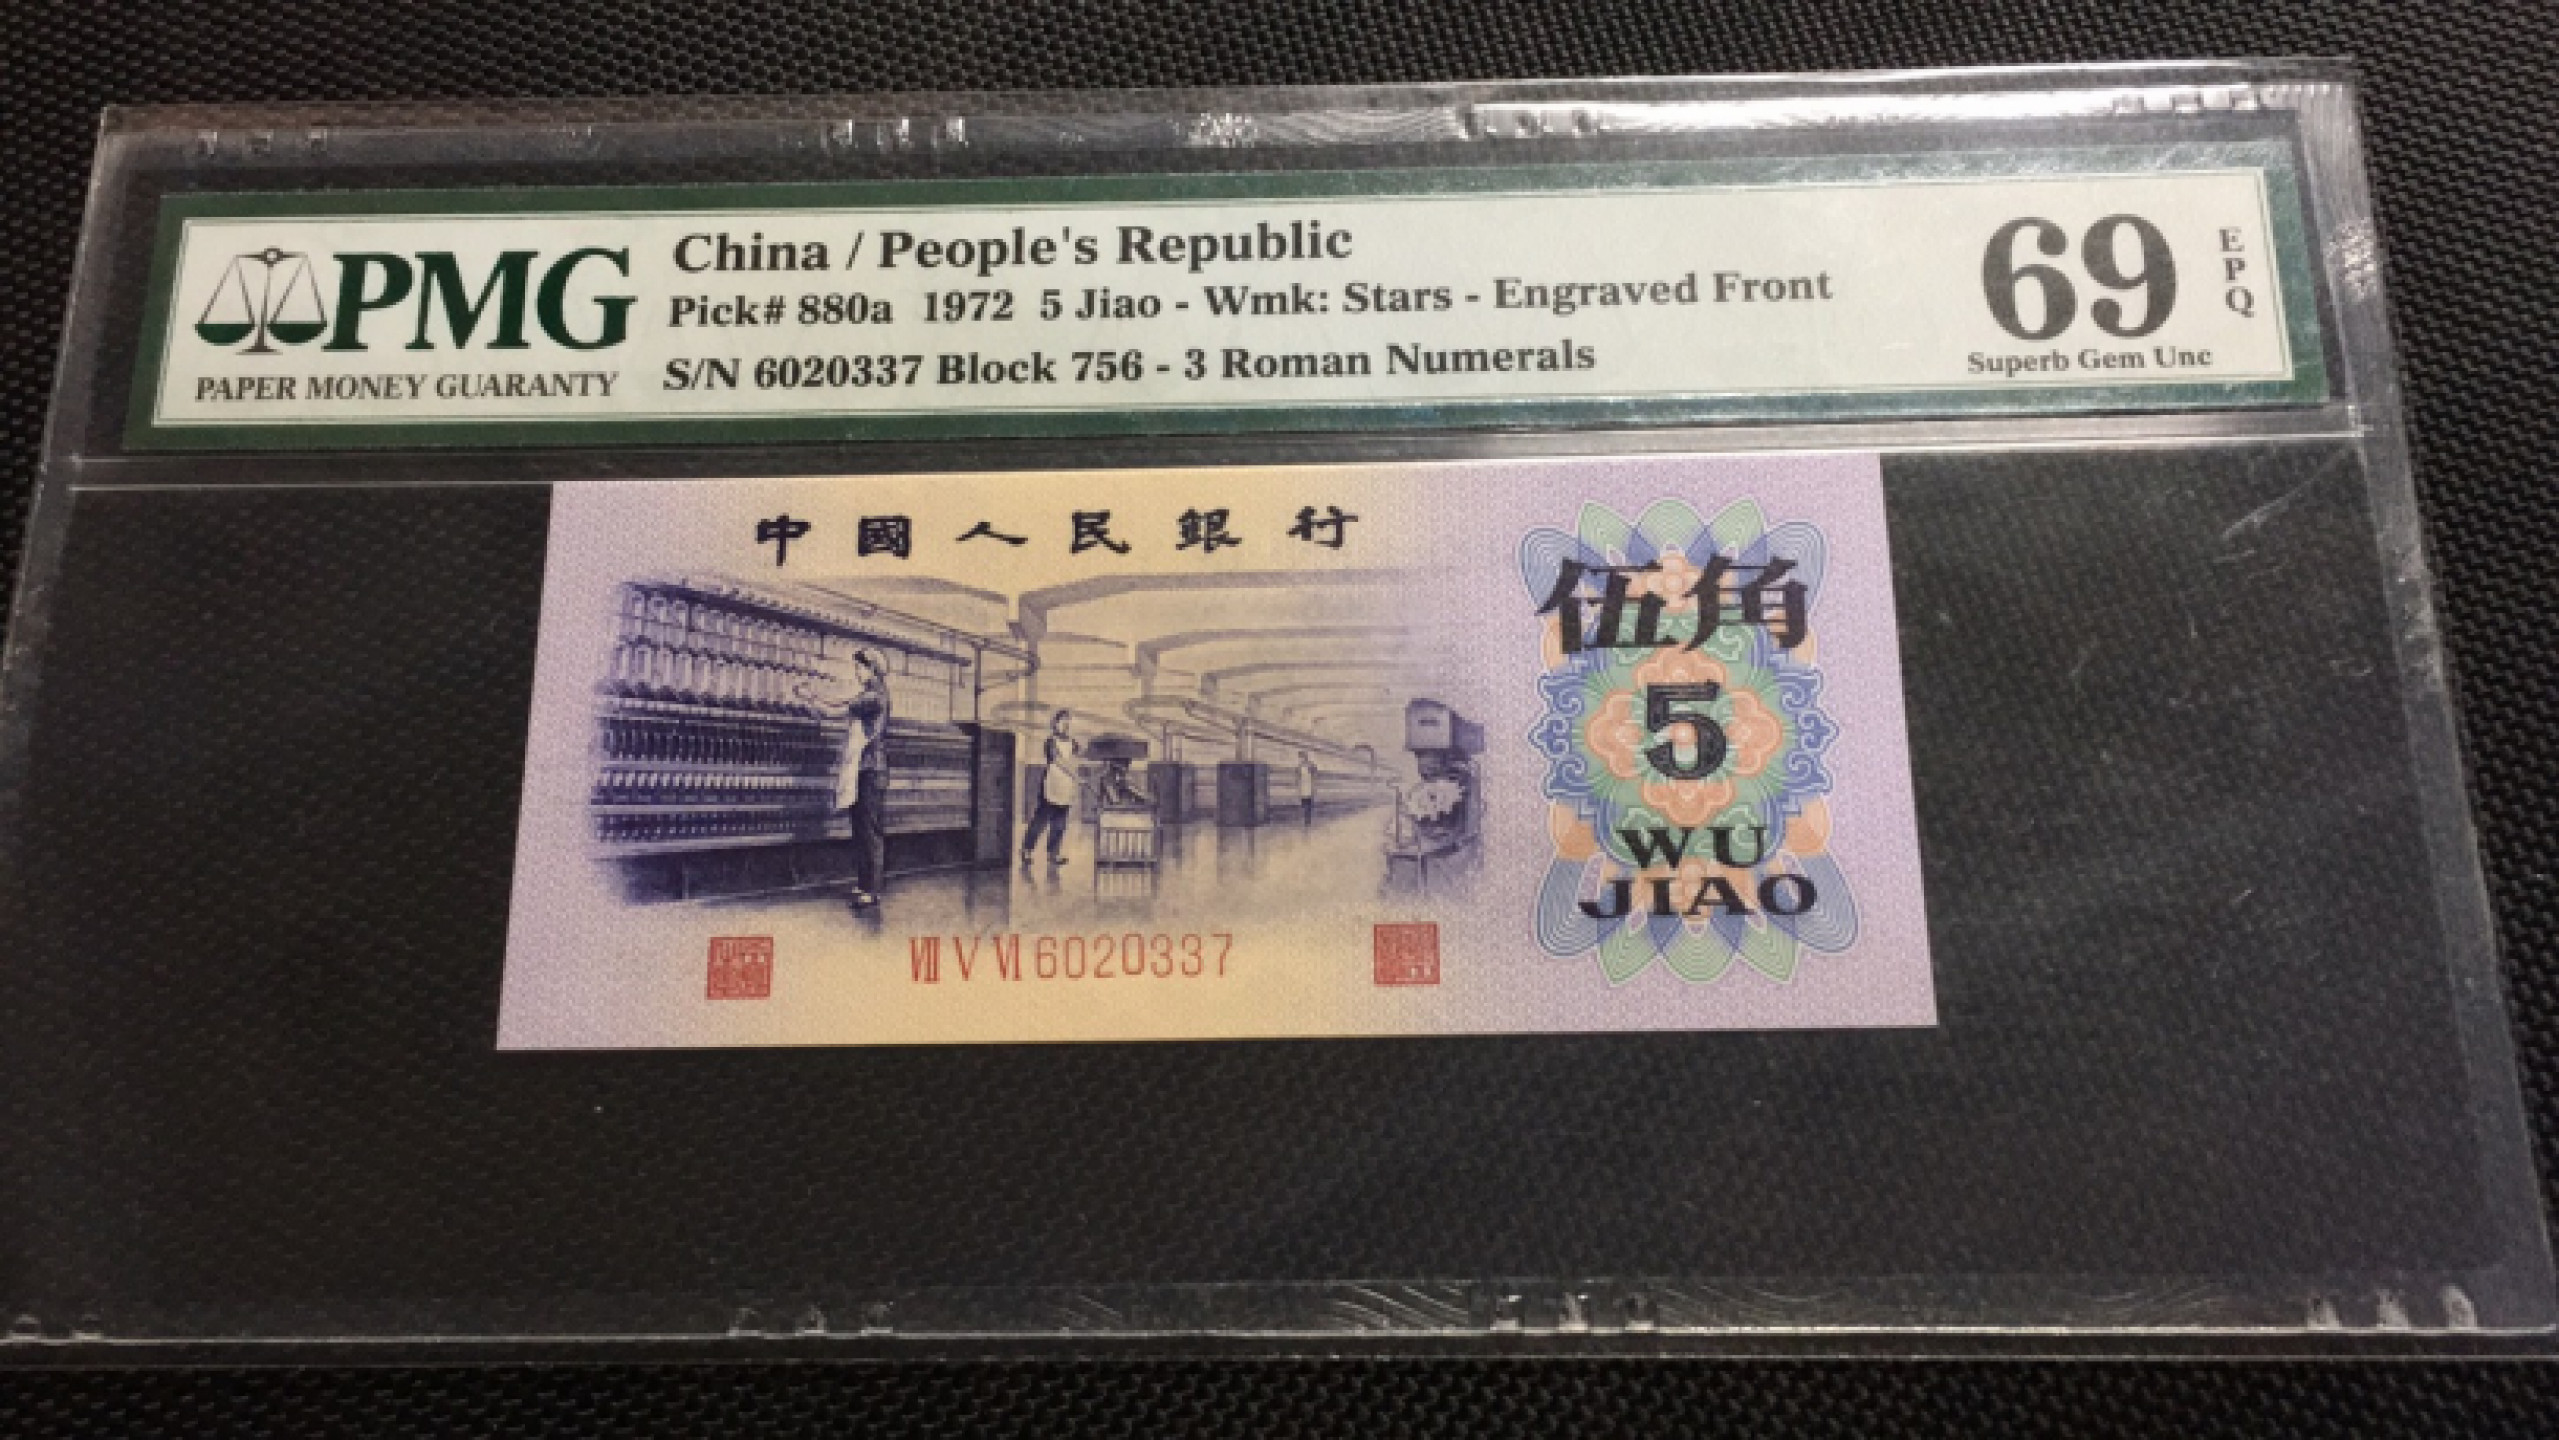 PMG
PAPER MONEY GUARANTY
China / People's Republic
Pick# 880a 1972 5 Jiao - Wmk: Stars - Engraved Front
S/N 6020337 Block 756 - 3 Roman Numerals
69
EPQ
Superb Gem Unc
中國人民銀行
伍角
5
WU
JIAO
VII V VI 6020337